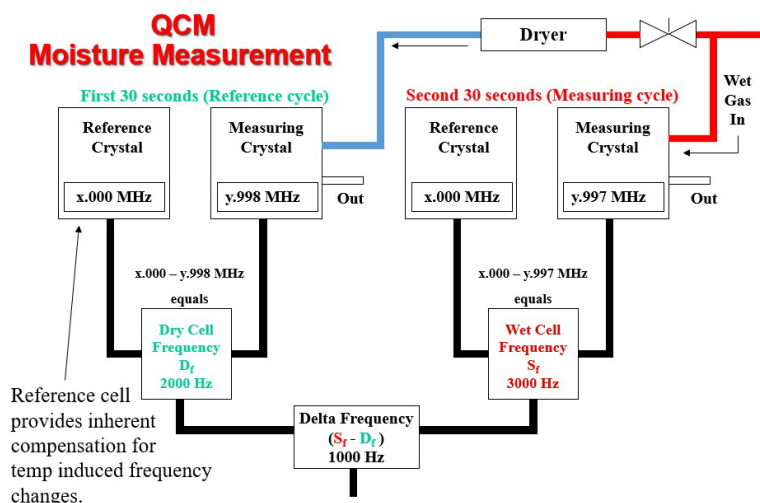 QCM
Moisture Measurement
Dryer
Wet
Gas
In
First 30 seconds (Reference cycle)
Second 30 seconds (Measuring cycle)
Reference
Crystal
x.000 MHz
Measuring
Crystal
y.998 MHz
Out
Reference
Crystal
x.000 MHz
Measuring
Crystal
y.997 MHz
Out
x.000 – y.998 MHz
equals
x.000 – y.997 MHz
equals
Dry Cell
Frequency
Df
2000 Hz
Wet Cell
Frequency
Sf
3000 Hz
Reference cell
provides inherent
compensation for
temp induced frequency
changes.
Delta Frequency
(Sf - Df )
1000 Hz